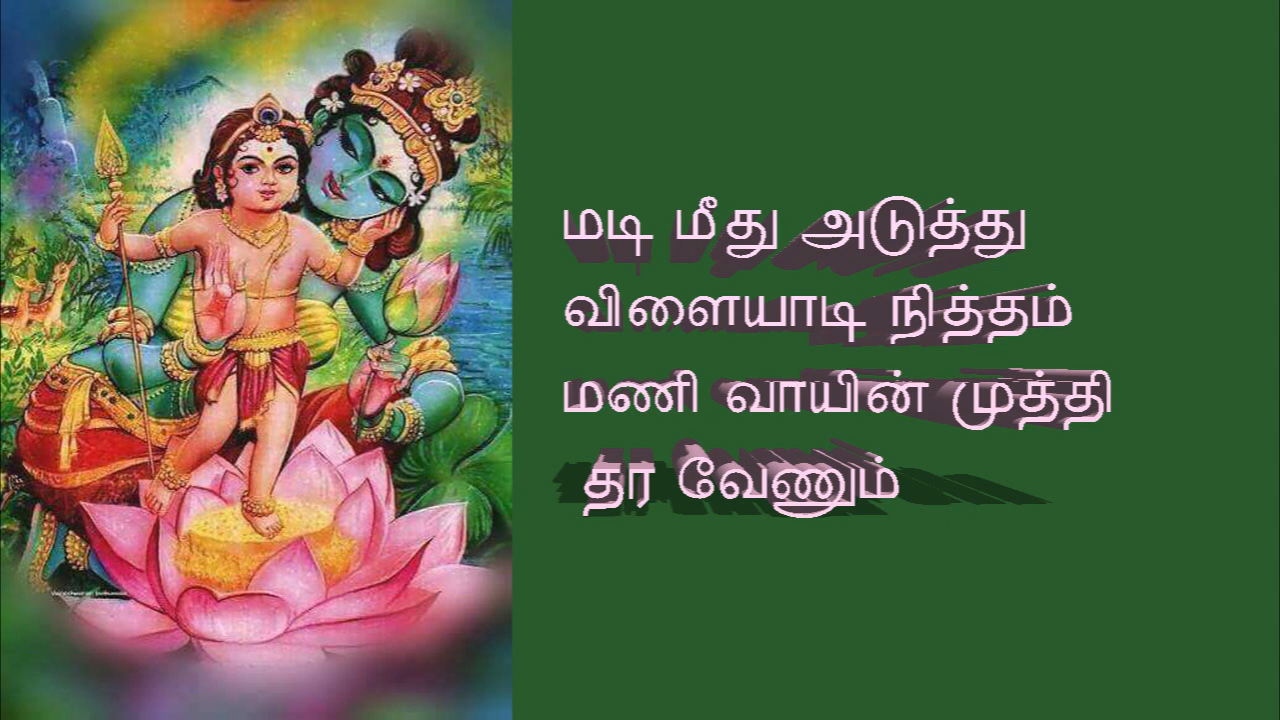 மடி மீது அடுத்து
விளையாடி நித்தம்
மணி வாயின் முத்தி
தர வேணும்